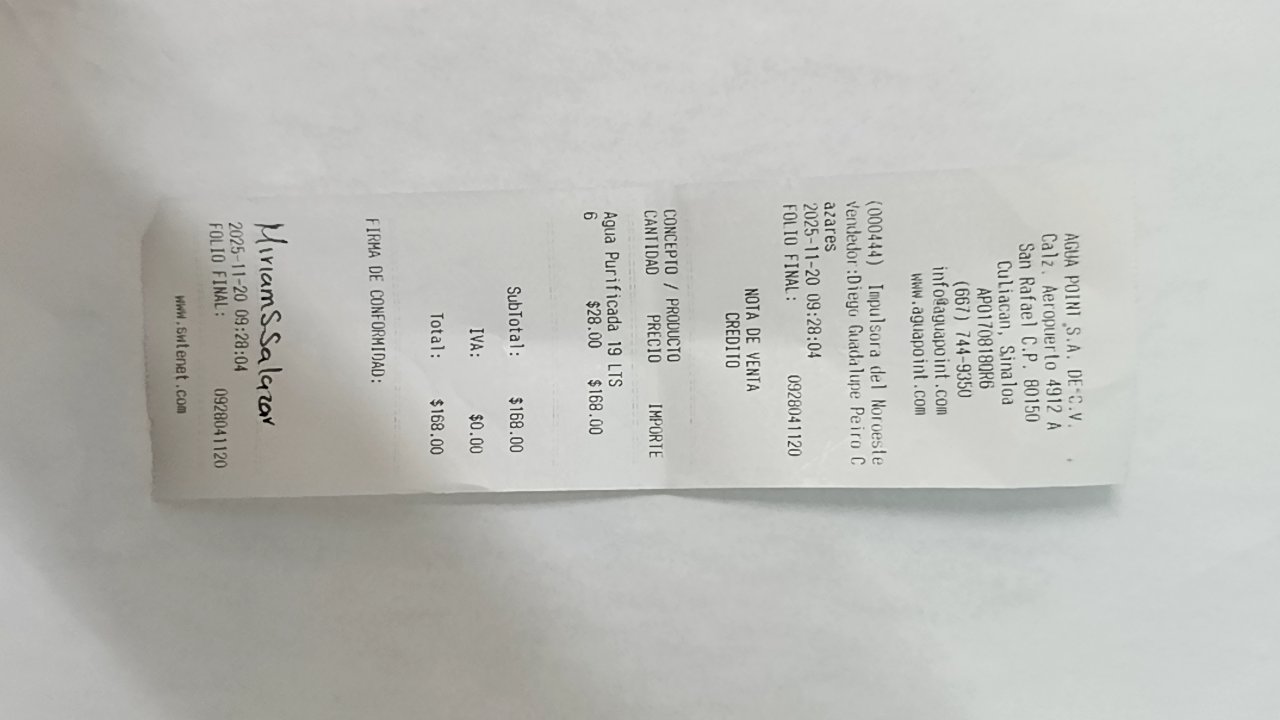 AGUA POINT S.A. DE C.V.
Calz. Aeropuerto 4912 A
San Rafael C.P. 80150
Culiacan, Sinaloa
APO1708180R6
(667) 744-9350
info@aguapoint.com
www.aguapoint.com
(000444) Impulsora del Noroeste
Vendedor:Diego Guadalupe Peiro C
azares
2025-11-20 09:28:04
FOLIO FINAL: 0928041120
NOTA DE VENTA
CREDITO
CONCEPTO / PRODUCTO
CANTIDAD PRECIO IMPORTE
Agua Purificada 19 LTS
6 $28.00 $168.00
SubTotal: $168.00
IVA: $0.00
Total: $168.00
FIRMA DE CONFORMIDAD:
MiriamSSalazar
2025-11-20 09:28:04
FOLIO FINAL: 0928041120
www.swtenet.com